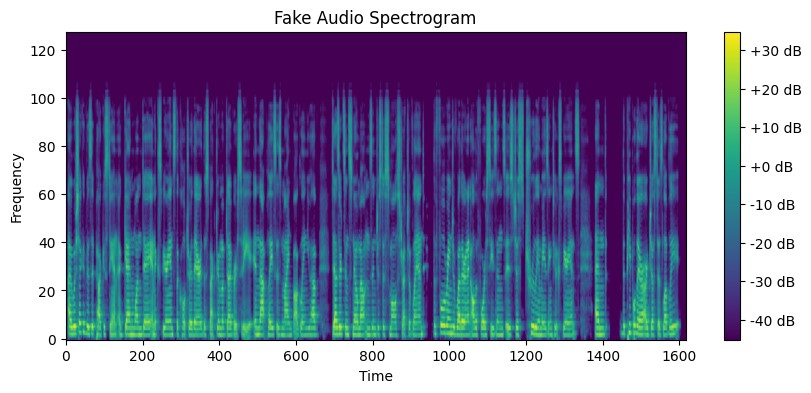 Fake Audio Spectrogram
120
100
80
60
40
20
0
Frequency
0
200
400
600
800
1000
1200
1400
1600
Time
+30 dB
+20 dB
+10 dB
+0 dB
-10 dB
-20 dB
-30 dB
-40 dB